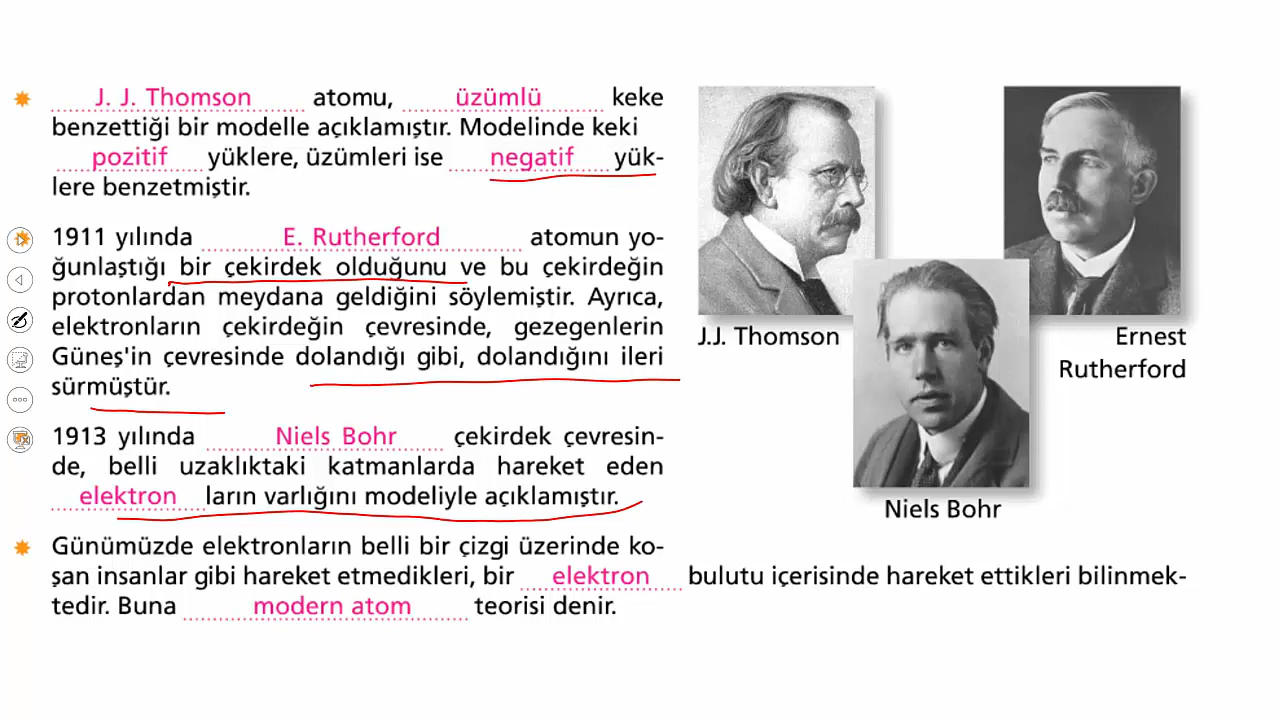 J. J. Thomson atomu, üzümlü keke
benzettiği bir modelle açıklamıştır. Modelinde keki
pozitif yüklere, üzümleri ise negatif yük-
lere benzetmiştir.
1911 yılında E. Rutherford atomun yo-
ğunlaştığı bir çekirdek olduğunu ve bu çekirdeğin
protonlardan meydana geldiğini söylemiştir. Ayrıca,
elektronların çekirdeğin çevresinde, gezegenlerin
Güneş'in çevresinde dolandığı gibi, dolandığını ileri
sürmüştür.
1913 yılında Niels Bohr çekirdek çevresin-
de, belli uzaklıktaki katmanlarda hareket eden
elektron ların varlığını modeliyle açıklamıştır.
Günümüzde elektronların belli bir çizgi üzerinde ko-
şan insanlar gibi hareket etmedikleri, bir elektron bulutu içerisinde hareket ettikleri bilinmek-
tedir. Buna modern atom teorisi denir.
J.J. Thomson
Ernest
Rutherford
Niels Bohr